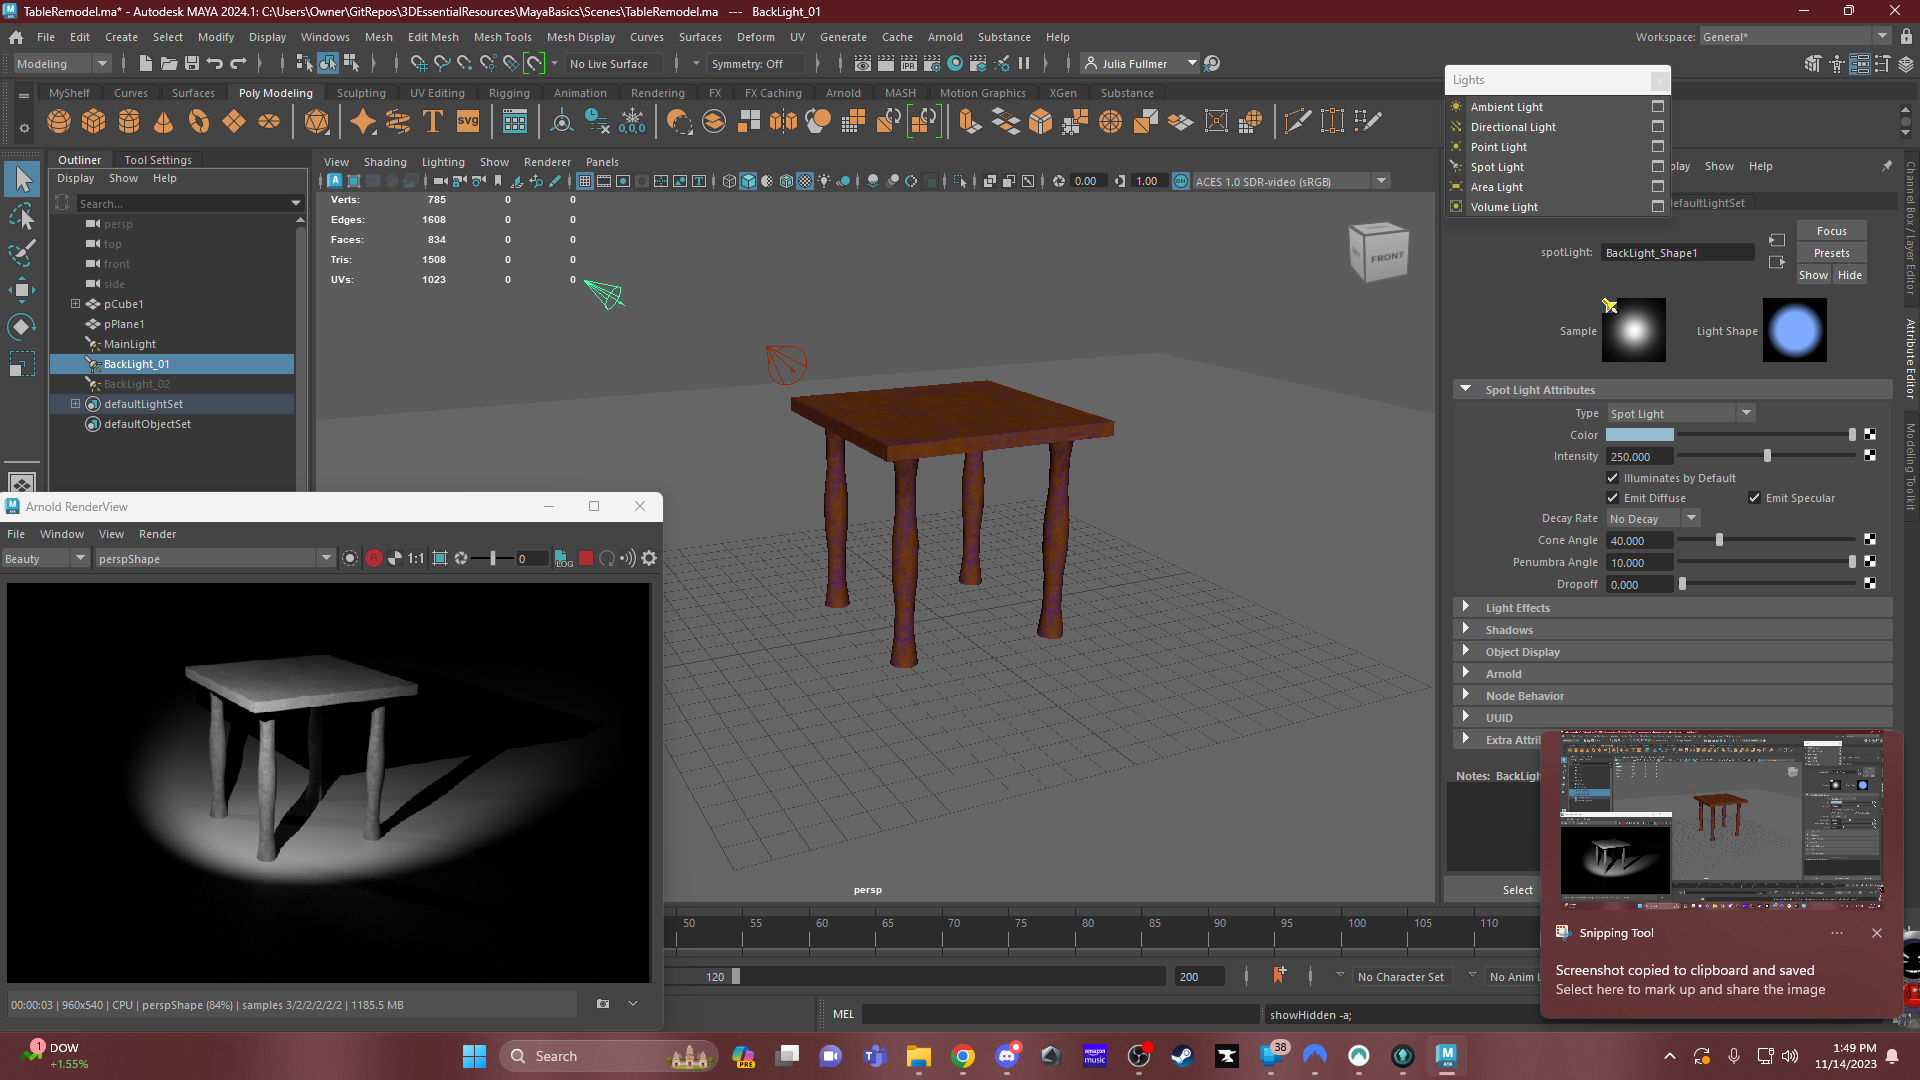 TableRemodel.ma* - Autodesk MAYA 2024.1: C:\Users\Owner\GitRepos\3DEssentialResources\MayaBasics\Scenes\TableRemodel.ma --- BackLight_01
File Edit Create Select Modify Display Windows Mesh Edit Mesh Mesh Tools Mesh Display Curves Surfaces Deform UV Generate Cache Arnold Substance Help
Workspace: General*
Modeling
No Live Surface
Symmetry: Off
IPR
Julia Fullmer
MyShelf Curves Surfaces Poly Modeling Sculpting UV Editing Rigging Animation Rendering FX FX Caching Arnold MASH Motion Graphics XGen Substance
svg
0,0,0
Lights
Ambient Light
Directional Light
Point Light
Spot Light
Area Light
Volume Light
Outliner Tool Settings
Display Show Help
Search...
persp
top
front
side
pCube1
pPlane1
MainLight
BackLight_01
BackLight_02
defaultLightSet
defaultObjectSet
View Shading Lighting Show Renderer Panels
0.00 1.00 ACES 1.0 SDR-video (sRGB)
Verts: 785 0 0
Edges: 1608 0 0
Faces: 834 0 0
Tris: 1508 0 0
UVs: 1023 0 0
FRONT
persp
play Show Help
defaultLightSet
spotLight: BackLight_Shape1
Focus
Presets
Show Hide
Sample
Light Shape
Spot Light Attributes
Type Spot Light
Color
Intensity 250.000
Illuminates by Default
Emit Diffuse Emit Specular
Decay Rate No Decay
Cone Angle 40.000
Penumbra Angle 10.000
Dropoff 0.000
Light Effects
Shadows
Object Display
Arnold
Node Behavior
UUID
Extra Attri
Notes: BackLigh
Select
Channel Box / Layer Editor
Attribute Editor
Modeling Toolkit
Arnold RenderView
File Window View Render
Beauty perspShape 1:1 0 LOG
00:00:03 | 960x540 | CPU | perspShape (84%) | samples 3/2/2/2/2/2 | 1185.5 MB
50 55 60 65 70 75 80 85 90 95 100 105 110
120
200
No Character Set
No Anim L
MEL
showHidden -a;
Snipping Tool
Screenshot copied to clipboard and saved
Select here to mark up and share the image
1
DOW
+1.55%
Search
PRE
amazon music
38
1:49 PM
11/14/2023